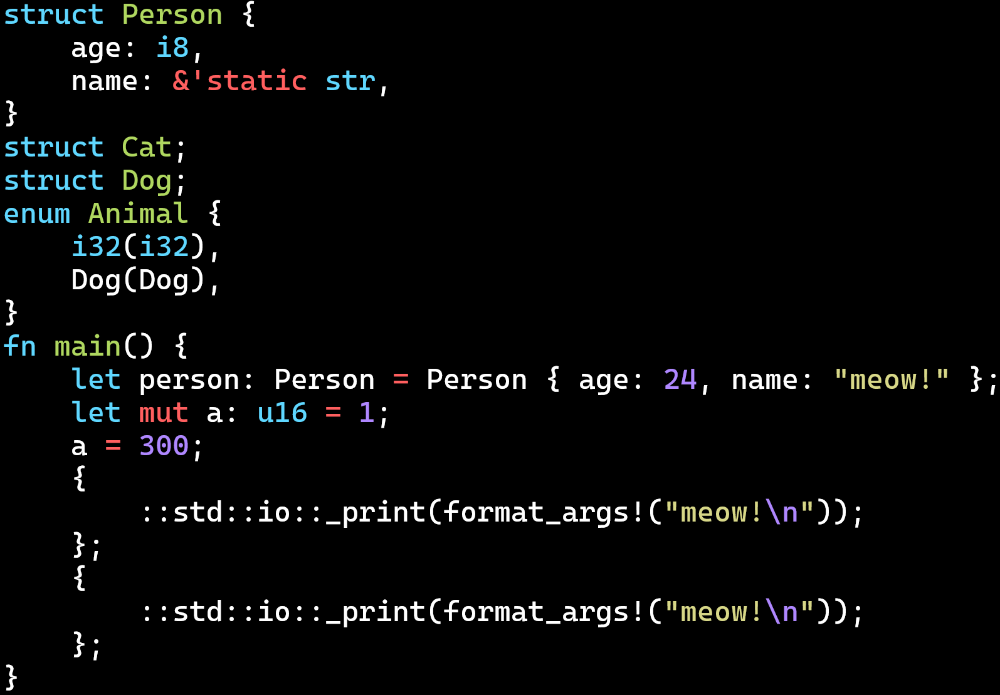 struct Person {
    age: i8,
    name: &'static str,
}
struct Cat;
struct Dog;
enum Animal {
    i32(i32),
    Dog(Dog),
}
fn main() {
    let person: Person = Person { age: 24, name: "meow!" };
    let mut a: u16 = 1;
    a = 300;
    {
        ::std::io::_print(format_args!("meow!\n"));
    };
    {
        ::std::io::_print(format_args!("meow!\n"));
    };
}